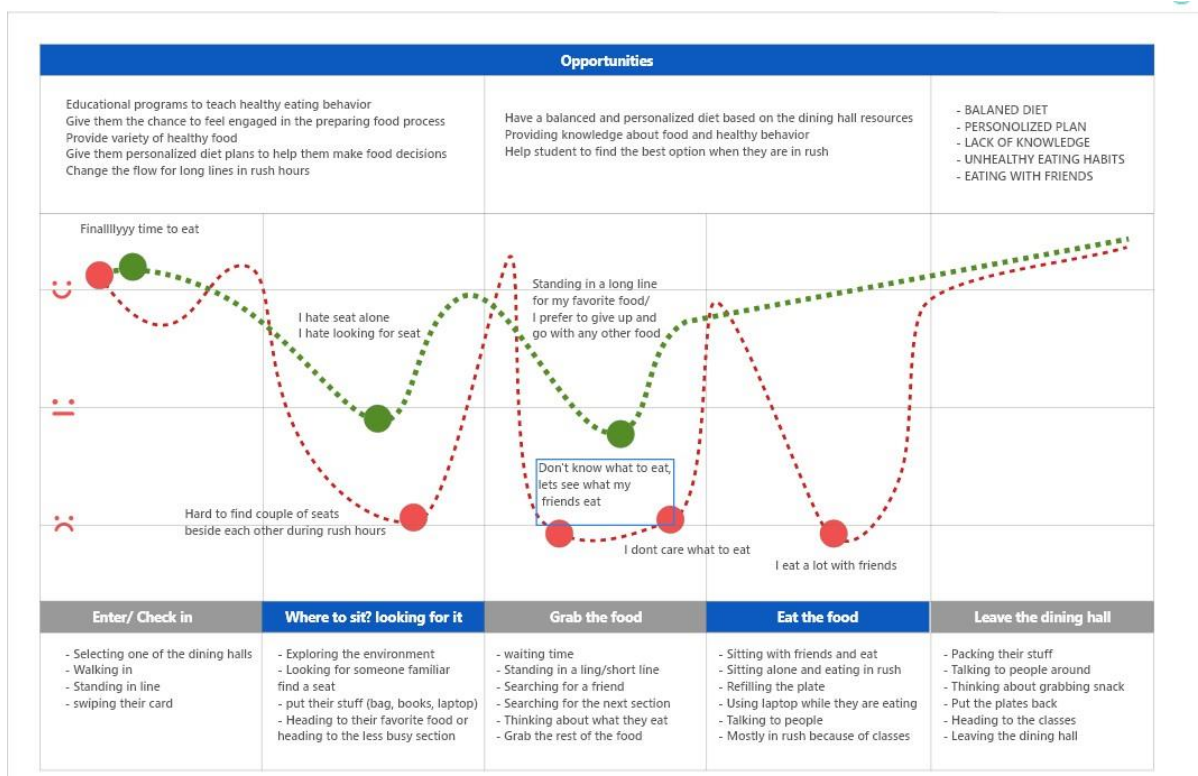 Opportunities
Educational programs to teach healthy eating behavior
Give them the chance to feel engaged in the preparing food process
Provide variety of healthy food
Give them personalized diet plans to help them make food decisions
Change the flow for long lines in rush hours
Have a balanced and personalized diet based on the dining hall resources
Providing knowledge about food and healthy behavior
Help student to find the best option when they are in rush
- BALANED DIET
- PERSONOLIZED PLAN
- LACK OF KNOWLEDGE
- UNHEALTHY EATING HABITS
- EATING WITH FRIENDS
Finallllyyy time to eat
I hate seat alone
I hate looking for seat
Standing in a long line
for my favorite food/
I prefer to give up and
go with any other food
Don't know what to eat,
lets see what my
friends eat
Hard to find couple of seats
beside each other during rush hours
I dont care what to eat
I eat a lot with friends
Enter/ Check in
- Selecting one of the dining halls
- Walking in
- Standing in line
- swiping their card
Where to sit? looking for it
- Exploring the environment
- Looking for someone familiar
find a seat
- put their stuff (bag, books, laptop)
- Heading to their favorite food or
heading to the less busy section
Grab the food
- waiting time
- Standing in a ling/short line
- Searching for a friend
- Searching for the next section
- Thinking about what they eat
- Grab the rest of the food
Eat the food
- Sitting with friends and eat
- Sitting alone and eating in rush
- Refilling the plate
- Using laptop while they are eating
- Talking to people
- Mostly in rush because of classes
Leave the dining hall
- Packing their stuff
- Talking to people around
- Thinking about grabbing snack
- Put the plates back
- Heading to the classes
- Leaving the dining hall